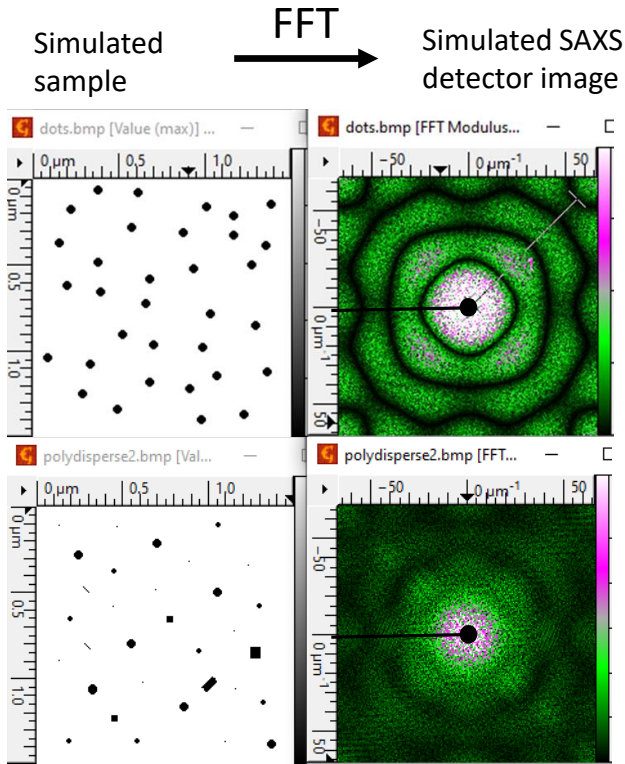 FFT
Simulated
sample
Simulated SAXS
detector image
dots.bmp [Value (max)] ...
dots.bmp [FFT Modulus...
0 µm 0.5 1.0
-50 0 µm⁻¹ 50
0 µm
0.5
1.0
-50
0 µm⁻¹
50
polydisperse2.bmp [Val...
polydisperse2.bmp [FFT...
0 µm 0.5 1.0
-50 0 µm⁻¹ 50
0 µm
0.5
1.0
-50
0 µm⁻¹
50